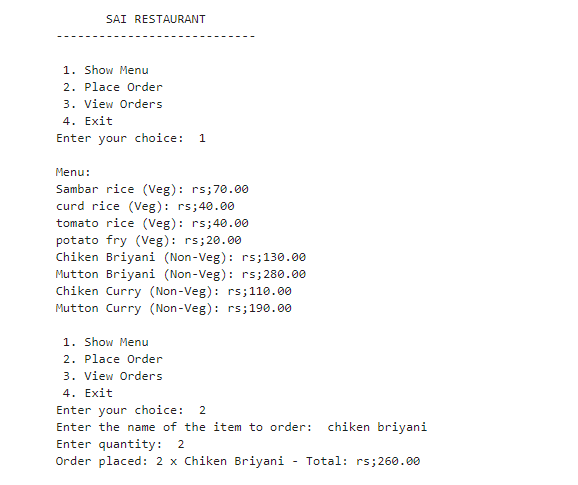 SAI RESTAURANT
----------------------------
1. Show Menu
2. Place Order
3. View Orders
4. Exit
Enter your choice:  1
Menu:
Sambar rice (Veg): rs;70.00
curd rice (Veg): rs;40.00
tomato rice (Veg): rs;40.00
potato fry (Veg): rs;20.00
Chiken Briyani (Non-Veg): rs;130.00
Mutton Briyani (Non-Veg): rs;280.00
Chiken Curry (Non-Veg): rs;110.00
Mutton Curry (Non-Veg): rs;190.00
1. Show Menu
2. Place Order
3. View Orders
4. Exit
Enter your choice:  2
Enter the name of the item to order:  chiken briyani
Enter quantity:  2
Order placed: 2 x Chiken Briyani - Total: rs;260.00